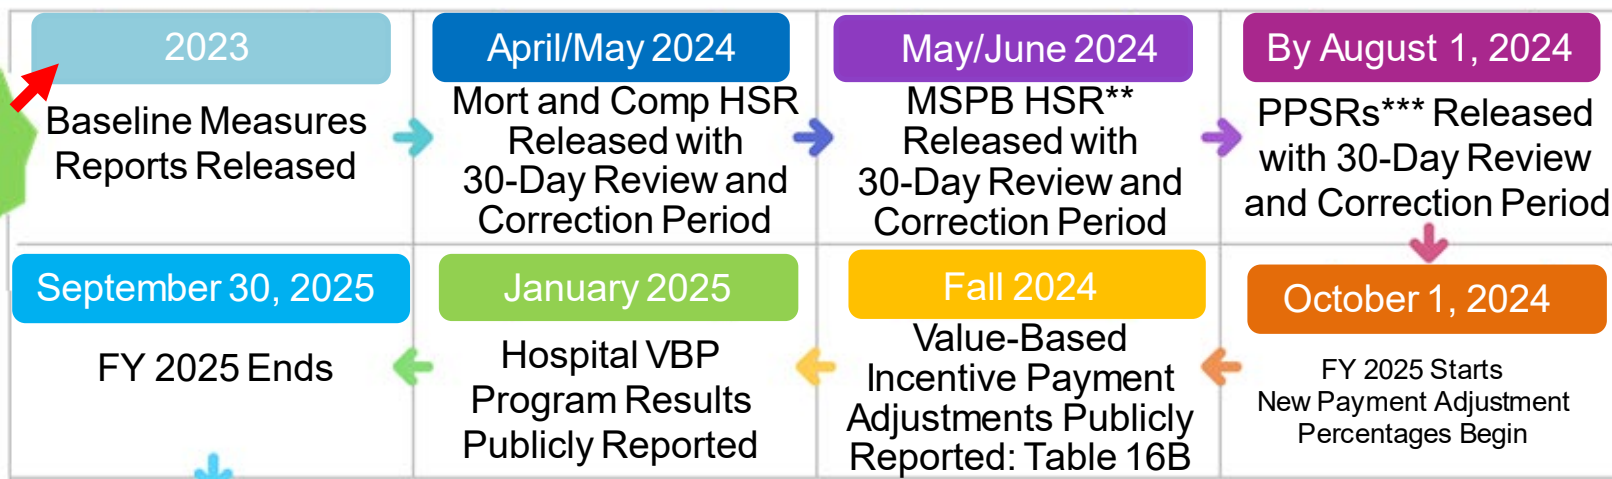 2023
Baseline Measures
Reports Released
April/May 2024
Mort and Comp HSR
Released with
30-Day Review and
Correction Period
May/June 2024
MSPB HSR**
Released with
30-Day Review and
Correction Period
By August 1, 2024
PPSRs*** Released
with 30-Day Review
and Correction Period
September 30, 2025
FY 2025 Ends
January 2025
Hospital VBP
Program Results
Publicly Reported
Fall 2024
Value-Based
Incentive Payment
Adjustments Publicly
Reported: Table 16B
October 1, 2024
FY 2025 Starts
New Payment Adjustment
Percentages Begin